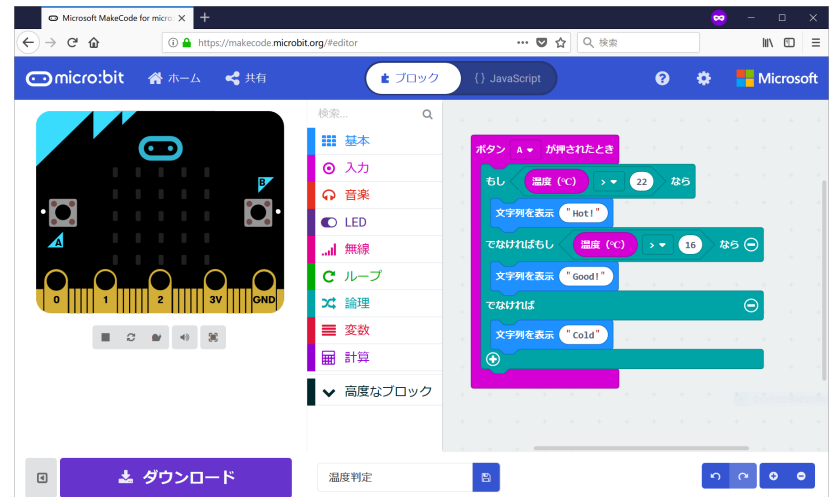 Microsoft MakeCode for micro:
https://makecode.microbit.org/#editor
検索
micro:bit
ホーム
共有
ブロック
{} JavaScript
Microsoft
検索...
基本
入力
音楽
LED
無線
ループ
論理
変数
計算
高度なブロック
B
A
0 1 2 3V GND
ボタン A が押されたとき
もし 温度 (℃) > 22 なら
文字列を表示 "Hot!"
でなければもし 温度 (℃) > 16 なら
文字列を表示 "Good!"
でなければ
文字列を表示 "Cold"
ダウンロード
温度判定